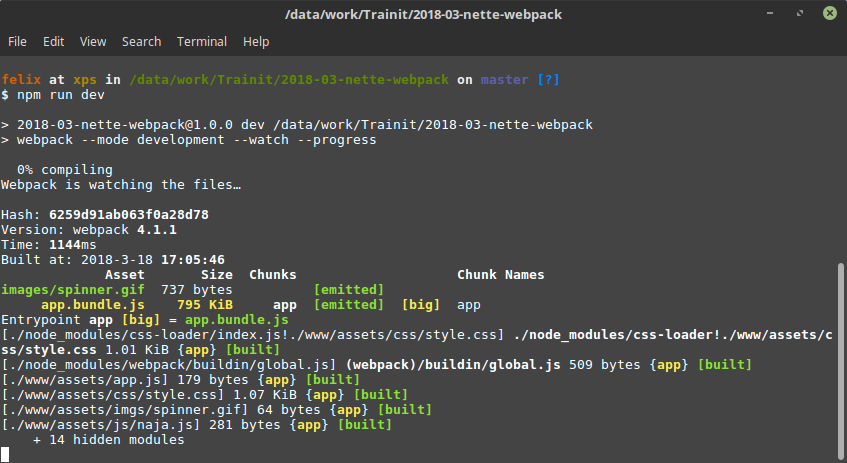 /data/work/Trainit/2018-03-nette-webpack
File Edit View Search Terminal Help
felix at xps in /data/work/Trainit/2018-03-nette-webpack on master [?]
$ npm run dev
> 2018-03-nette-webpack@1.0.0 dev /data/work/Trainit/2018-03-nette-webpack
> webpack --mode development --watch --progress
0% compiling
Webpack is watching the files…
Hash: 6259d91ab063f0a28d78
Version: webpack 4.1.1
Time: 1144ms
Built at: 2018-3-18 17:05:46
Asset Size Chunks Chunk Names
images/spinner.gif 737 bytes [emitted]
app.bundle.js 795 KiB app [emitted] [big] app
Entrypoint app [big] = app.bundle.js
[./node_modules/css-loader/index.js!./www/assets/css/style.css] ./node_modules/css-loader!./www/assets/c
ss/style.css 1.01 KiB {app} [built]
[./node_modules/webpack/buildin/global.js] (webpack)/buildin/global.js 509 bytes {app} [built]
[./www/assets/app.js] 179 bytes {app} [built]
[./www/assets/css/style.css] 1.07 KiB {app} [built]
[./www/assets/imgs/spinner.gif] 64 bytes {app} [built]
[./www/assets/js/naja.js] 281 bytes {app} [built]
+ 14 hidden modules